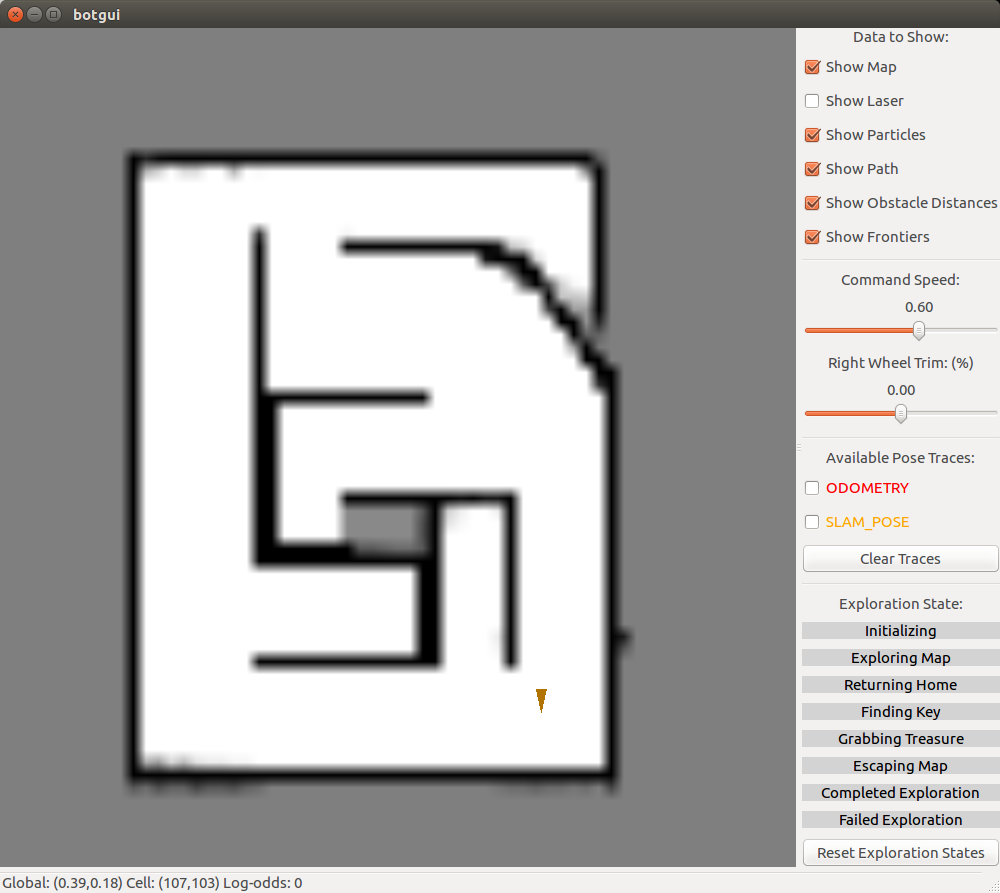 botgui
Data to Show:
Show Map
Show Laser
Show Particles
Show Path
Show Obstacle Distances
Show Frontiers
Command Speed:
0.60
Right Wheel Trim: (%)
0.00
Available Pose Traces:
ODOMETRY
SLAM_POSE
Clear Traces
Exploration State:
Initializing
Exploring Map
Returning Home
Finding Key
Grabbing Treasure
Escaping Map
Completed Exploration
Failed Exploration
Reset Exploration States
Global: (0.39,0.18) Cell: (107,103) Log-odds: 0